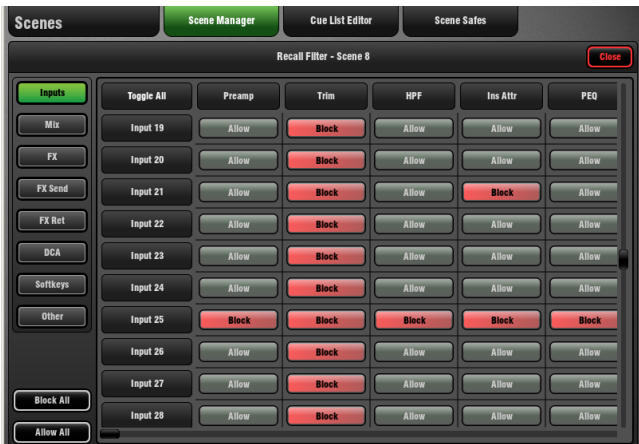 Scenes Scene Manager Cue List Editor Scene Safes
Recall Filter - Scene 8 Close
Inputs Toggle All Preamp Trim HPF Ins Attr PEQ
Mix Input 19 Allow Block Allow Allow Allow
FX Input 20 Allow Block Allow Allow Allow
FX Send Input 21 Allow Block Allow Block Allow
FX Ret Input 22 Allow Block Allow Allow Allow
DCA Input 23 Allow Block Allow Allow Allow
Softkeys Input 24 Allow Block Allow Allow Allow
Other Input 25 Block Block Block Block Block
Input 26 Allow Block Allow Allow Allow
Input 27 Allow Block Allow Allow Allow
Block All
Input 28 Allow Block Allow Allow Allow
Allow All